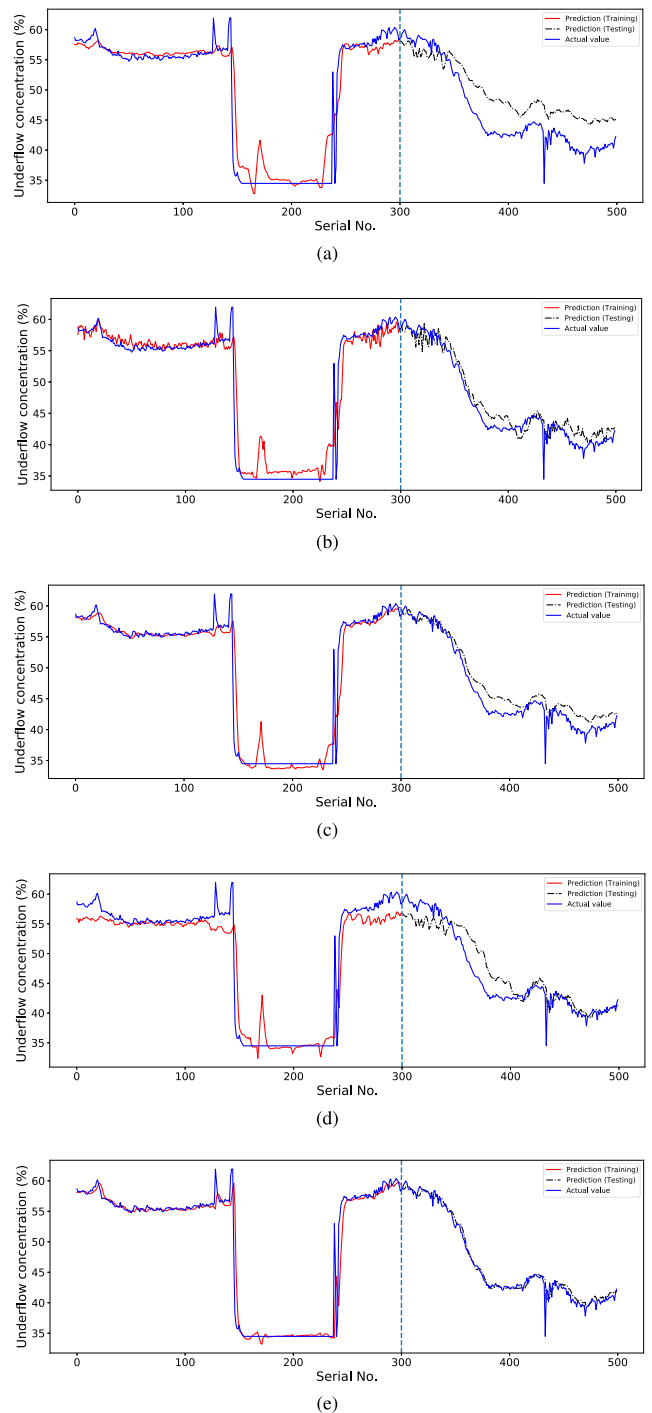 Underflow concentration (%)
60
55
50
45
40
35
0
100
200
300
400
500
Serial No.
Prediction (Training)
Prediction (Testing)
Actual value
(a)
Underflow concentration (%)
60
55
50
45
40
35
0
100
200
300
400
500
Serial No.
Prediction (Training)
Prediction (Testing)
Actual value
(b)
Underflow concentration (%)
60
55
50
45
40
35
0
100
200
300
400
500
Serial No.
Prediction (Training)
Prediction (Testing)
Actual value
(c)
Underflow concentration (%)
60
55
50
45
40
35
0
100
200
300
400
500
Serial No.
Prediction (Training)
Prediction (Testing)
Actual value
(d)
Underflow concentration (%)
60
55
50
45
40
35
0
100
200
300
400
500
Serial No.
Prediction (Training)
Prediction (Testing)
Actual value
(e)